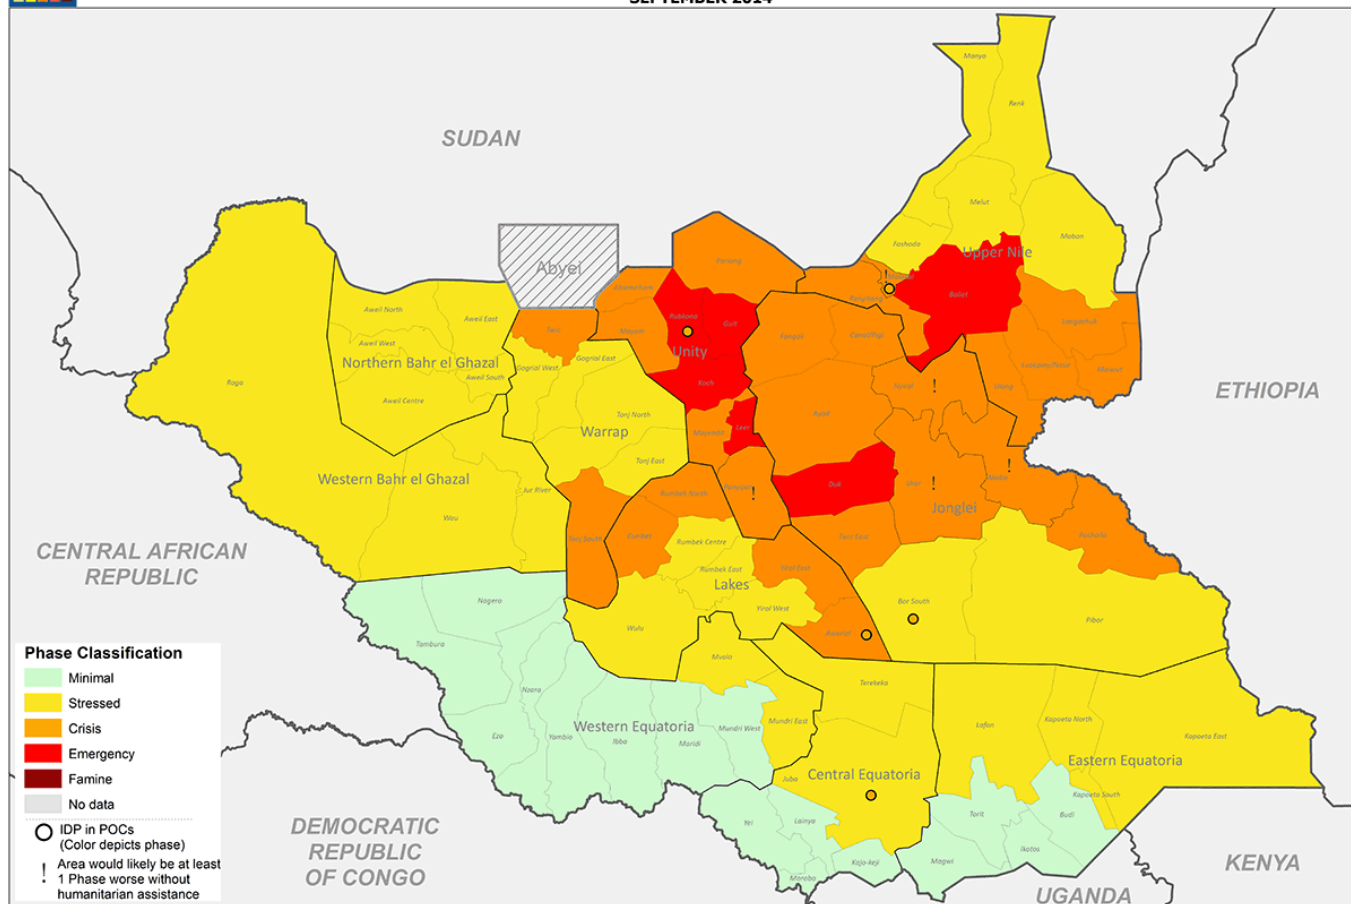 SEPTEMBER 2014
Manyo
Renk
SUDAN
Melut
Maban
Fashoda
Upper Nile
Abyei
Pariang
Baliet
Abiemnhom
Rubkona
Guit
Mayom
Unity
Koch
Aweil North
Aweil East
Aweil West
Northern Bahr el Ghazal
Aweil South
Aweil Centre
Twic
Gogrial West
Gogrial East
Fangak
Canal/Pigi
Longochuk
Maiwut
Ulang
Nyirol
!
ETHIOPIA
Raga
Warrap
Tonj North
Tonj East
Mayendit
Leer
Ayod
Western Bahr el Ghazal
Jur River
Wau
Rumbek North
Panyijiar
!
Duk
Uror
!
Akobo
!
Jonglei
Pochalla
Tonj South
Cueibet
Rumbek Centre
Rumbek East
Lakes
Yirol East
Yirol West
Twic East
CENTRAL AFRICAN
REPUBLIC
Nagero
Tambura
Wulu
Awerial
Bor South
Pibor
Mvolo
Terekeka
Nzara
Ezo
Yambio
Ibba
Maridi
Western Equatoria
Mundri West
Mundri East
Lafon
Kapoeta North
Kapoeta East
Eastern Equatoria
Kapoeta South
Juba
Central Equatoria
Yei
Lainya
Morobo
Kajo-keji
Torit
Budi
Magwi
Ikotos
Phase Classification
Minimal
Stressed
Crisis
Emergency
Famine
No data
IDP in POCs
(Color depicts phase)
Area would likely be at least
! 1 Phase worse without
humanitarian assistance
DEMOCRATIC
REPUBLIC
OF CONGO
UGANDA
KENYA